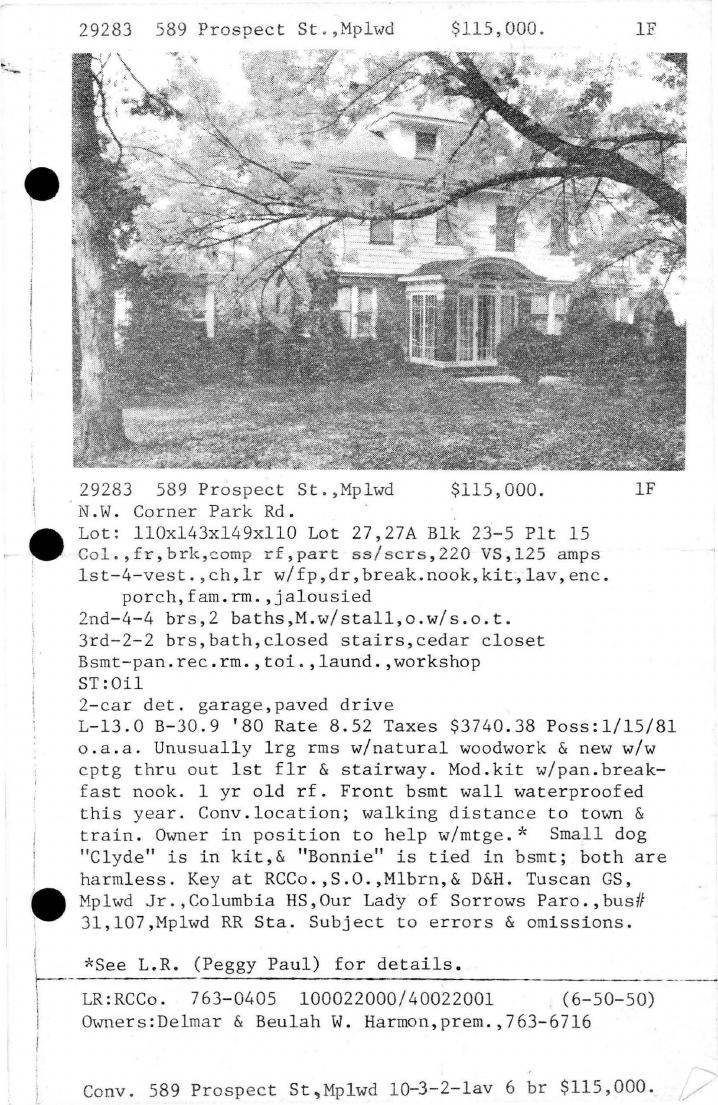 29283 589 Prospect St.,Mplwd $115,000. 1F
29283 589 Prospect St.,Mplwd $115,000. 1F
N.W. Corner Park Rd.
Lot: 110x143x149x110 Lot 27,27A Blk 23-5 Plt 15
Col.,fr,brk,comp rf,part ss/scrs,220 VS,125 amps
1st-4-vest.,ch,lr w/fp,dr,break.nook,kit,lav,enc.
porch,fam.rm.,jalousied
2nd-4-4 brs,2 baths,M.w/stall,o.w/s.o.t.
3rd-2-2 brs,bath,closed stairs,cedar closet
Bsmt-pan.rec.rm.,toi.,laund.,workshop
ST:Oil
2-car det. garage,paved drive
L-13.0 B-30.9 '80 Rate 8.52 Taxes $3740.38 Poss:1/15/81
o.a.a. Unusually lrg rms w/natural woodwork & new w/w
cptg thru out 1st flr & stairway. Mod.kit w/pan.break-
fast nook. 1 yr old rf. Front bsmt wall waterproofed
this year. Conv.location; walking distance to town &
train. Owner in position to help w/mtge.* Small dog
"Clyde" is in kit,& "Bonnie" is tied in bsmt; both are
harmless. Key at RCCo.,S.O.,Mlbrn,& D&H. Tuscan GS,
Mplwd Jr.,Columbia HS,Our Lady of Sorrows Paro.,bus#
31,107,Mplwd RR Sta. Subject to errors & omissions.
*See L.R. (Peggy Paul) for details.
LR:RCCo. 763-0405 100022000/40022001 (6-50-50)
Owners:Delmar & Beulah W. Harmon,prem.,763-6716
Conv. 589 Prospect St,Mplwd 10-3-2-lav 6 br $115,000.